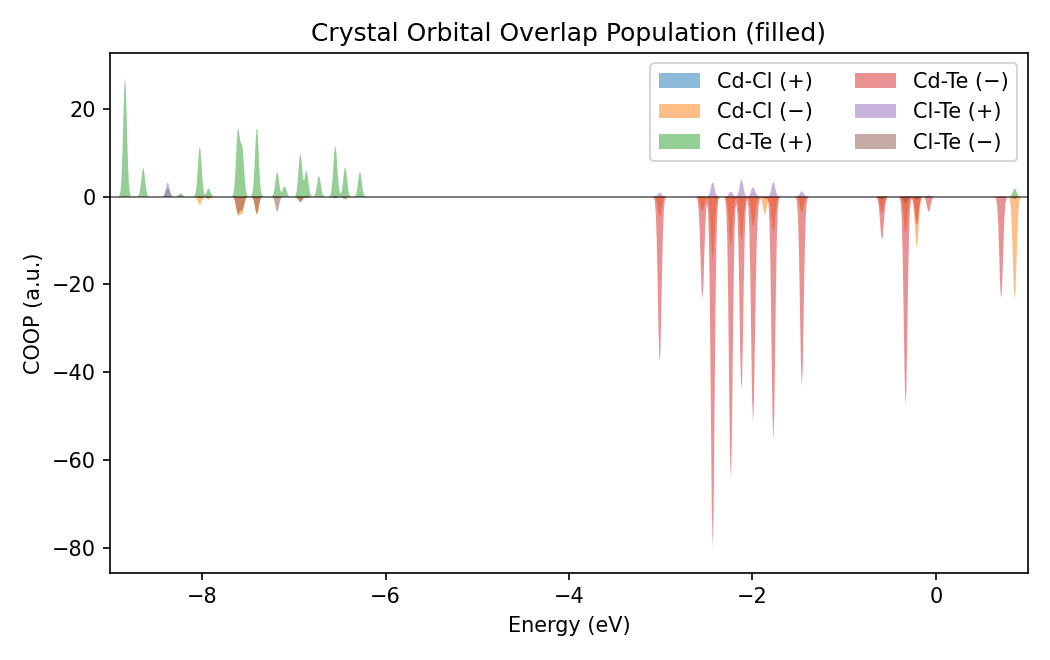 Crystal Orbital Overlap Population (filled)
Cd-Cl (+)
Cd-Cl (−)
Cd-Te (+)
Cd-Te (−)
Cl-Te (+)
Cl-Te (−)
COOP (a.u.)
20
0
−20
−40
−60
−80
−8
−6
−4
−2
0
Energy (eV)